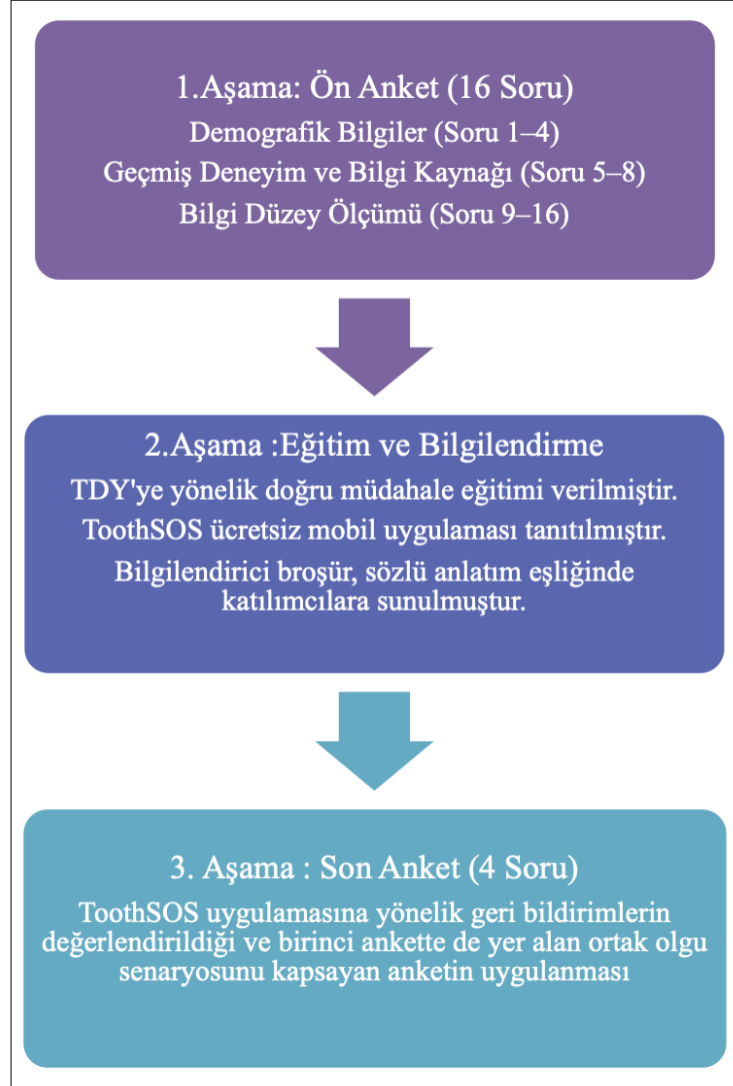 1.Aşama: Ön Anket (16 Soru)
Demografik Bilgiler (Soru 1–4)
Geçmiş Deneyim ve Bilgi Kaynağı (Soru 5–8)
Bilgi Düzey Ölçümü (Soru 9–16)
2.Aşama :Eğitim ve Bilgilendirme
TDY'ye yönelik doğru müdahale eğitimi verilmiştir.
ToothSOS ücretsiz mobil uygulaması tanıtılmıştır.
Bilgilendirici broşür, sözlü anlatım eşliğinde
katılımcılara sunulmuştur.
3. Aşama : Son Anket (4 Soru)
ToothSOS uygulamasına yönelik geri bildirimlerin
değerlendirildiği ve birinci ankette de yer alan ortak olgu
senaryosunu kapsayan anketin uygulanması